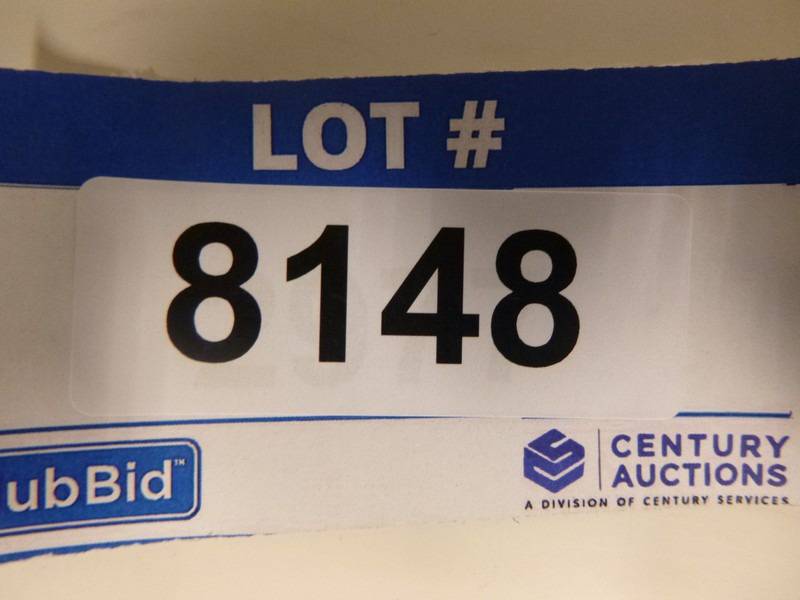 LOT #
8148
ubBid™
CENTURY
AUCTIONS
A DIVISION OF CENTURY SERVICES